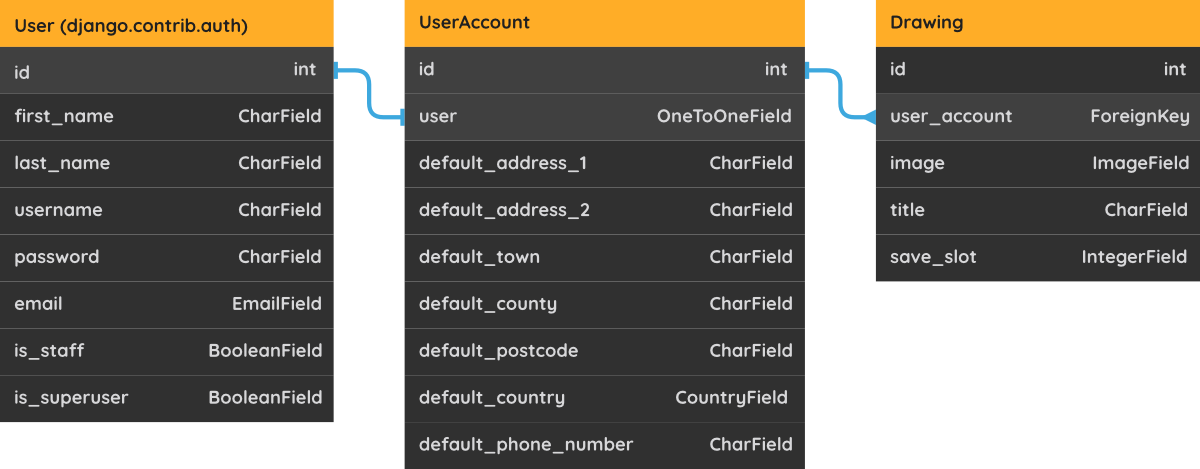 User (django.contrib.auth)
id int
first_name CharField
last_name CharField
username CharField
password CharField
email EmailField
is_staff BooleanField
is_superuser BooleanField
UserAccount
id int
user OneToOneField
default_address_1 CharField
default_address_2 CharField
default_town CharField
default_county CharField
default_postcode CharField
default_country CountryField
default_phone_number CharField
Drawing
id int
user_account ForeignKey
image ImageField
title CharField
save_slot IntegerField